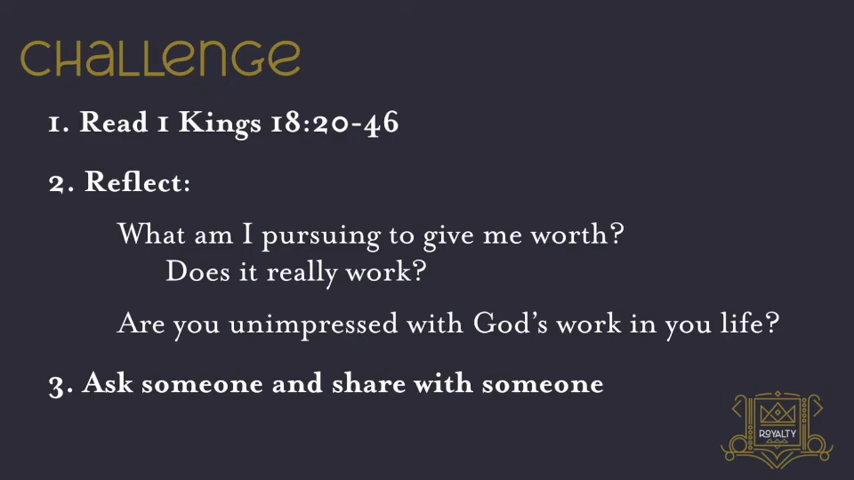 CHALLENGE
1. Read 1 Kings 18:20-46
2. Reflect:
What am I pursuing to give me worth?
Does it really work?
Are you unimpressed with God's work in you life?
3. Ask someone and share with someone
ROYALTY